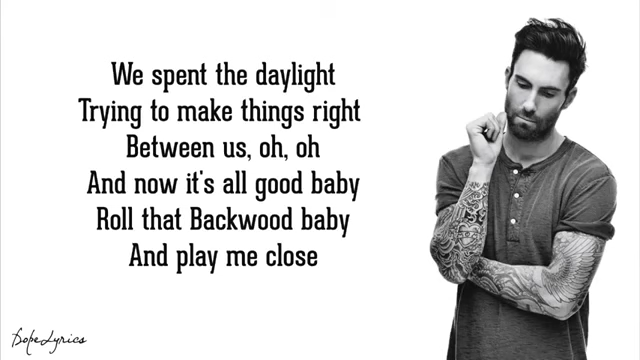 We spent the daylight
Trying to make things right
Between us, oh, oh
And now it's all good baby
Roll that Backwood baby
And play me close
DopeLyrics